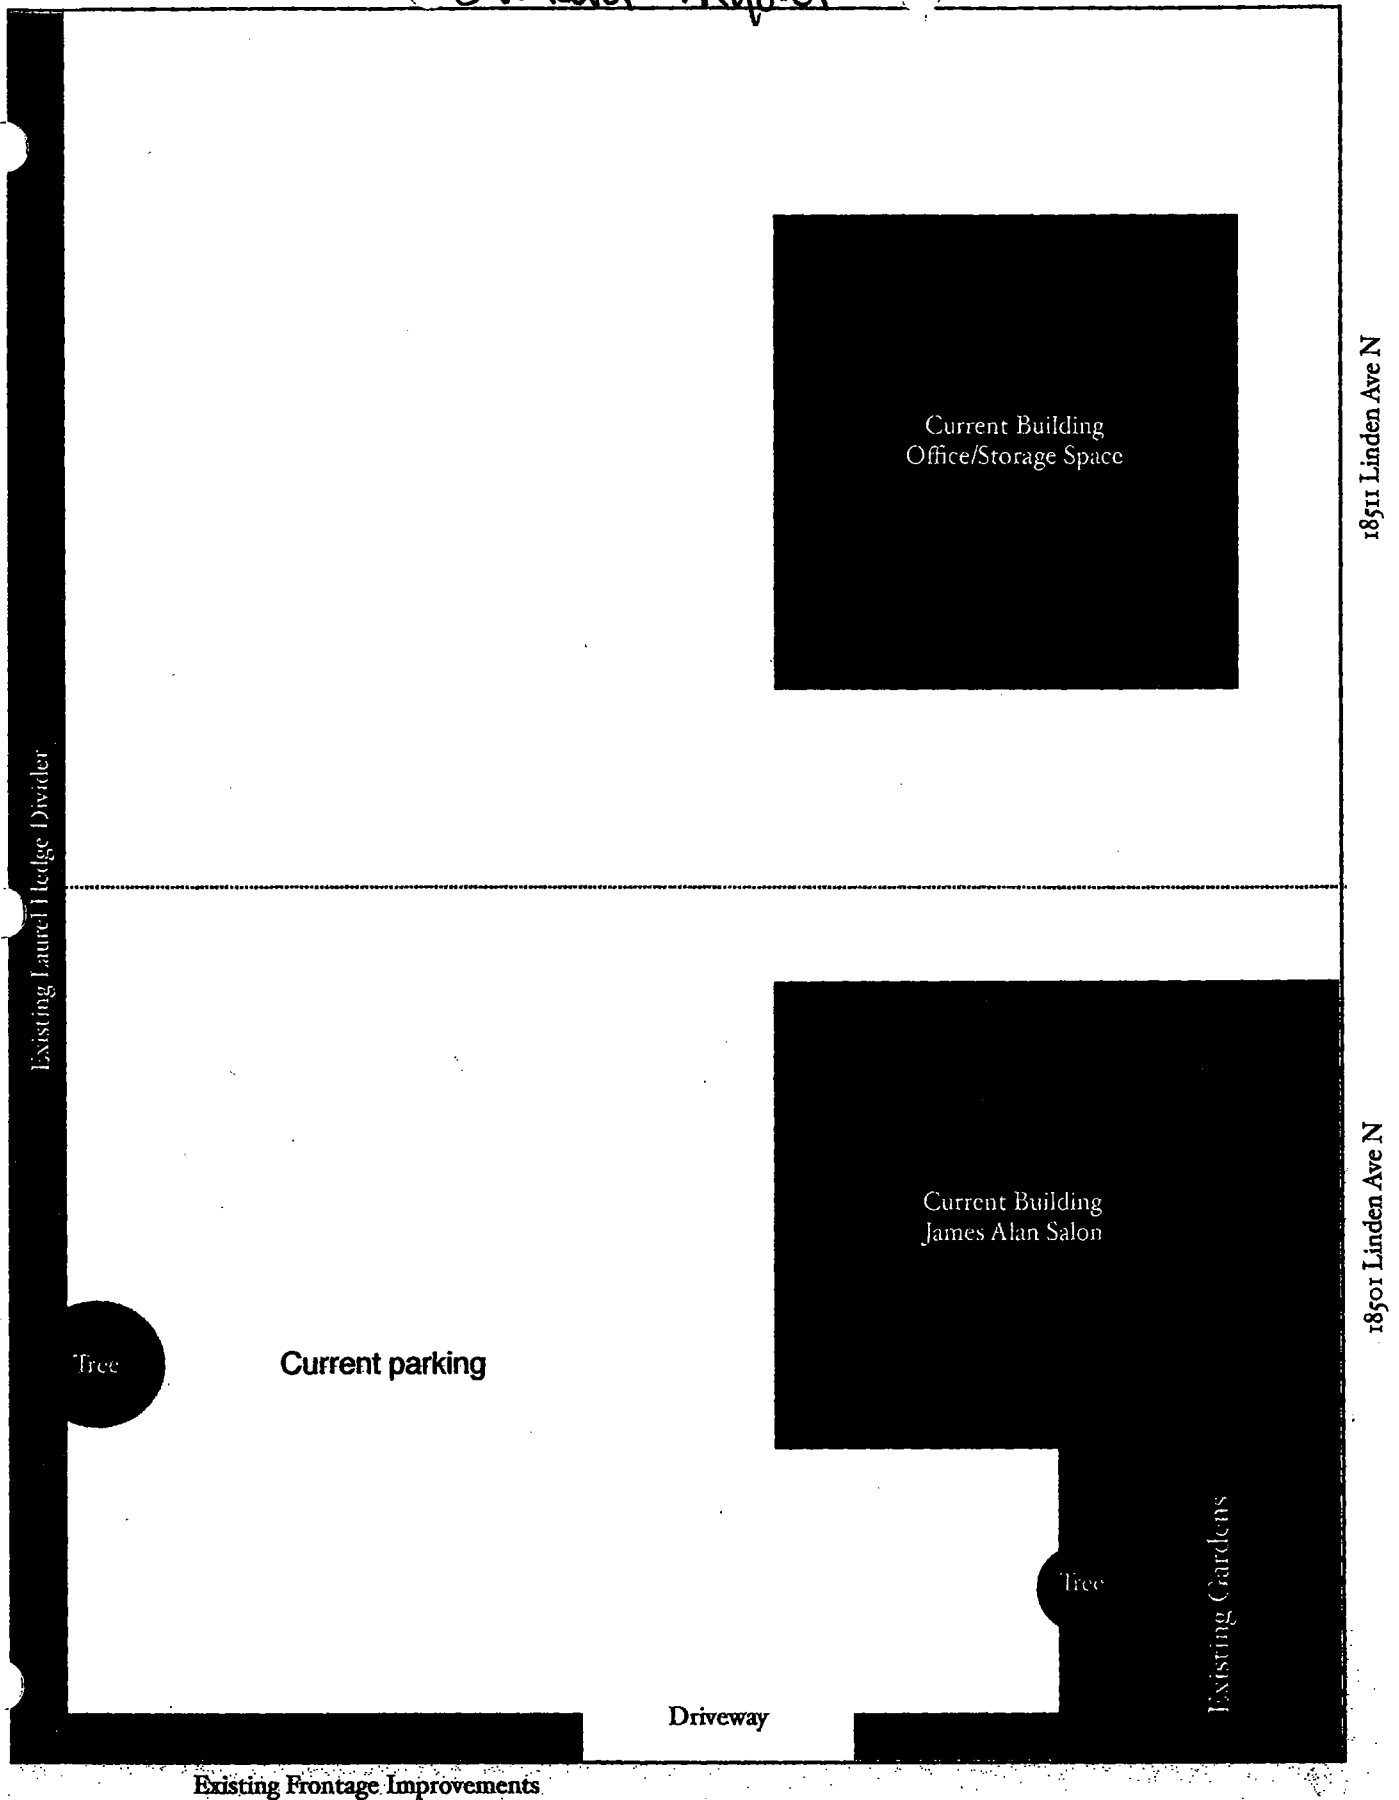 Current Building
Office/Storage Space
18511 Linden Ave N
Existing Laurel Hedge Divider
Current Building
James Alan Salon
18501 Linden Ave N
Tree
Current parking
Tree
Existing Gardens
Driveway
Existing Frontage Improvements